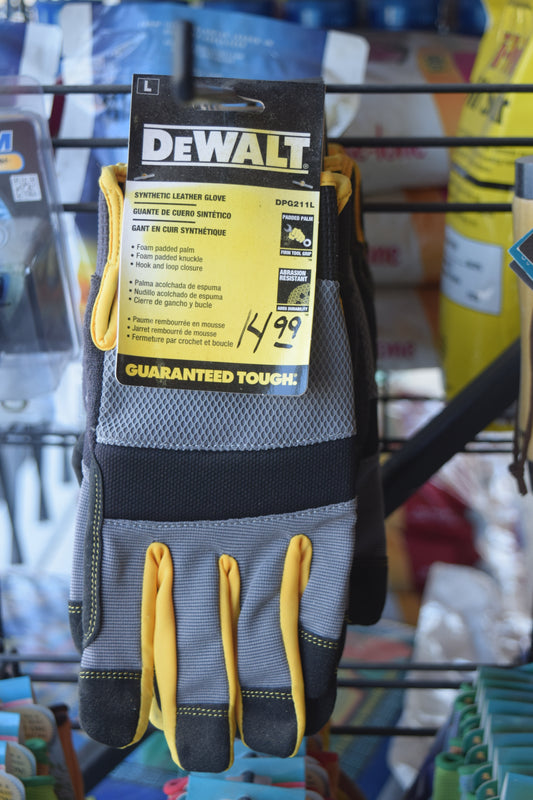 L
DEWALT
SYNTHETIC LEATHER GLOVE
DPG211L
GUANTE DE CUERO SINTÉTICO
GANT EN CUIR SYNTHÉTIQUE
PADDED PALM
FIRM TOOL GRIP
• Foam padded palm
• Foam padded knuckle
• Hook and loop closure
ABRASION
RESISTANT
ADDS DURABILITY
• Palma acolchada de espuma
• Nudillo acolchado de espuma
• Cierre de gancho y bucle
• Paume rembourrée en mousse
• Jarret rembourré de mousse
• Fermeture par crochet et boucle
14 99
GUARANTEED TOUGH.